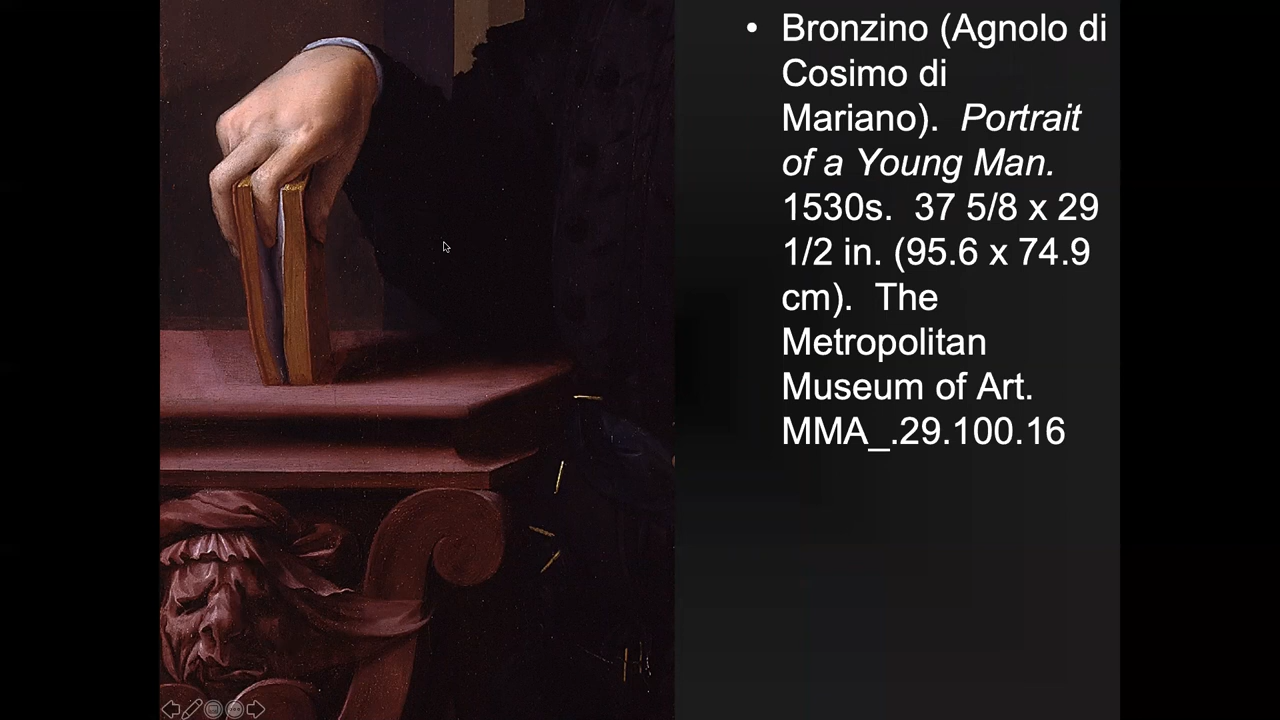 • Bronzino (Agnolo di
Cosimo di
Mariano).  Portrait
of a Young Man.
1530s.  37 5/8 x 29
1/2 in. (95.6 x 74.9
cm).  The
Metropolitan
Museum of Art.
MMA_.29.100.16